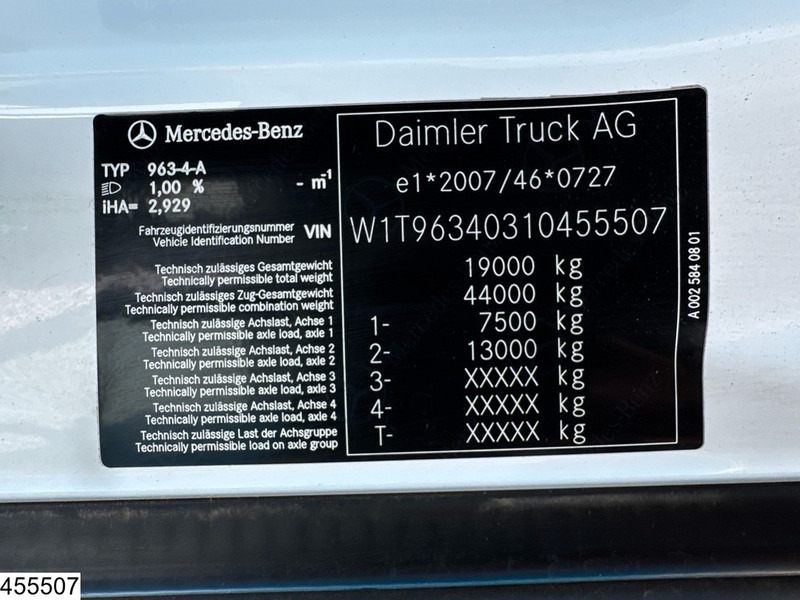 Mercedes-Benz
TYP 963-4-A
1,00 % - m-1
iHA= 2,929
Fahrzeugidentifizierungsnummer
Vehicle Identification Number VIN
Technisch zulässiges Gesamtgewicht
Technically permissible total weight
Technisch zulässiges Zug-Gesamtgewicht
Technically permissible combination weight
Technisch zulässige Achslast, Achse 1
Technically permissible axle load, axle 1
Technisch zulässige Achslast, Achse 2
Technically permissible axle load, axle 2
Technisch zulässige Achslast, Achse 3
Technically permissible axle load, axle 3
Technisch zulässige Achslast, Achse 4
Technically permissible axle load, axle 4
Technisch zulässige Last der Achsgruppe
Technically permissible load on axle group
Daimler Truck AG
e1*2007/46*0727
W1T96340310455507
19000 kg
44000 kg
1- 7500 kg
2- 13000 kg
3- XXXXX kg
4- XXXXX kg
T- XXXXX kg
A 002 584 08 01
455507